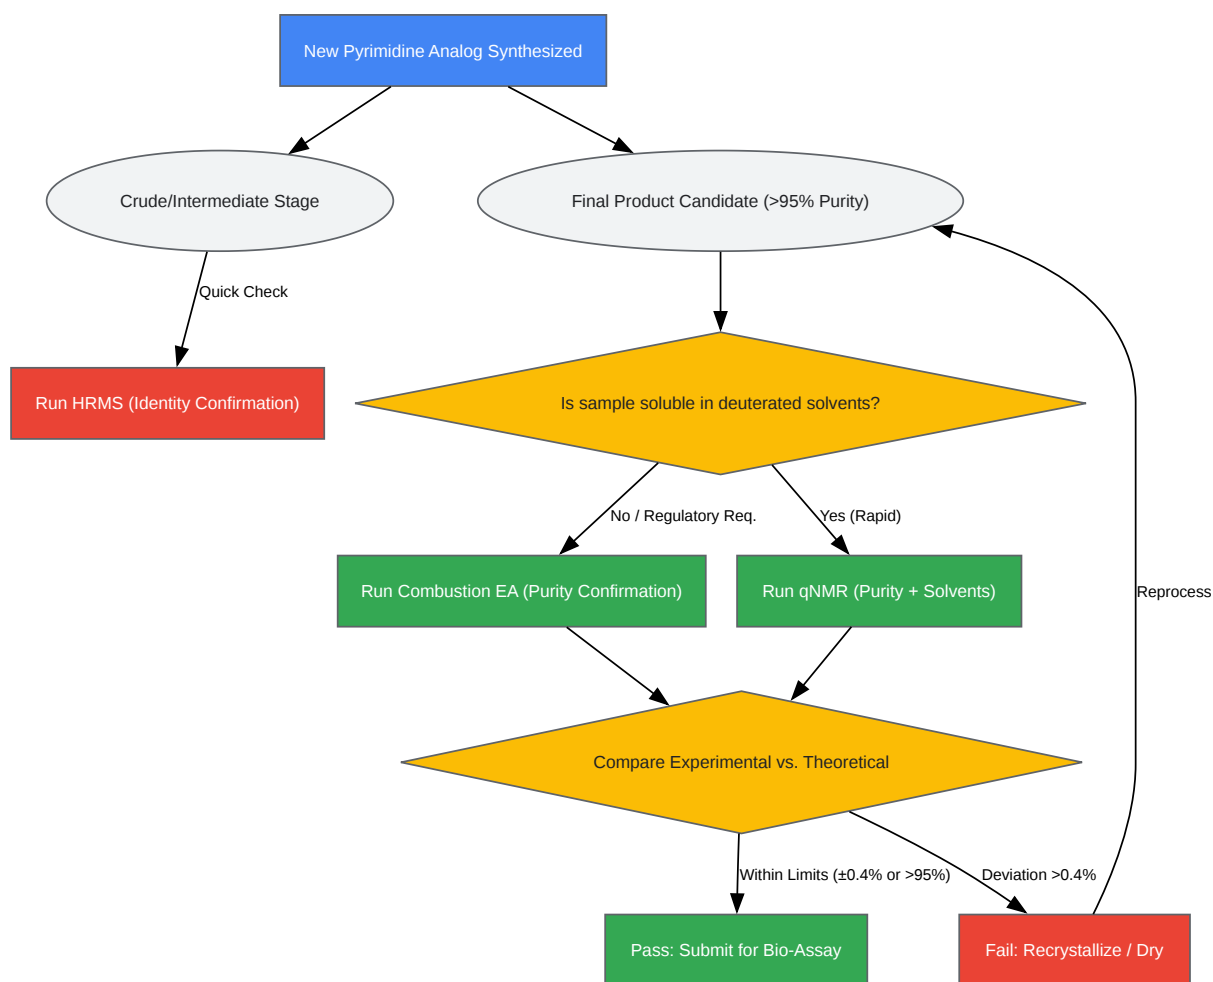 New Pyrimidine Analog Synthesized
Crude/Intermediate Stage
Final Product Candidate (>95% Purity)
Quick Check
Run HRMS (Identity Confirmation)
Is sample soluble in deuterated solvents?
No / Regulatory Req.
Yes (Rapid)
Run Combustion EA (Purity Confirmation)
Run qNMR (Purity + Solvents)
Reprocess
Compare Experimental vs. Theoretical
Within Limits (±0.4% or >95%)
Deviation >0.4%
Pass: Submit for Bio-Assay
Fail: Recrystallize / Dry